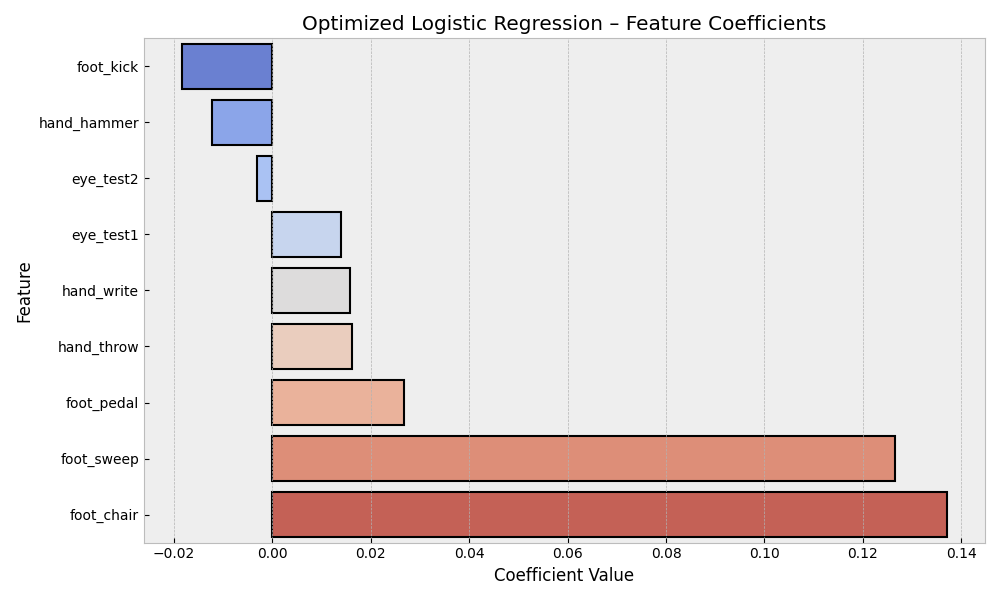 Optimized Logistic Regression – Feature Coefficients
Feature
foot_kick
hand_hammer
eye_test2
eye_test1
hand_write
hand_throw
foot_pedal
foot_sweep
foot_chair
−0.02 0.00 0.02 0.04 0.06 0.08 0.10 0.12 0.14
Coefficient Value